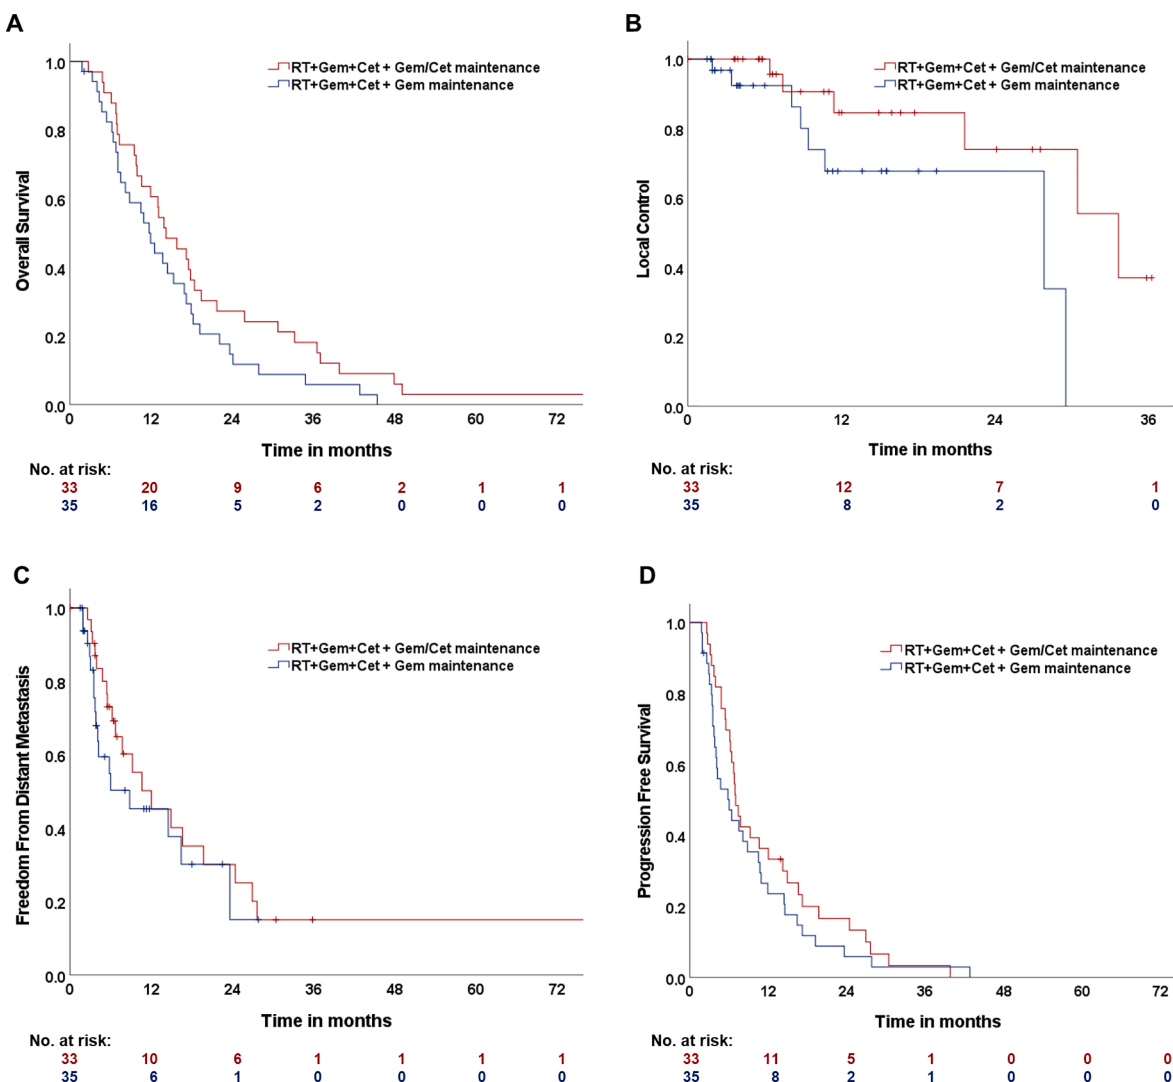 A
RT+Gem+Cet + Gem/Cet maintenance
RT+Gem+Cet + Gem maintenance
Overall Survival
1.0
0.8
0.6
0.4
0.2
0.0
0 12 24 36 48 60 72
Time in months
No. at risk:
33 20 9 6 2 1 1
35 16 5 2 0 0 0
B
RT+Gem+Cet + Gem/Cet maintenance
RT+Gem+Cet + Gem maintenance
Local Control
1.0
0.8
0.6
0.4
0.2
0.0
0 12 24 36
Time in months
No. at risk:
33 12 7 1
35 8 2 0
C
RT+Gem+Cet + Gem/Cet maintenance
RT+Gem+Cet + Gem maintenance
Freedom From Distant Metastasis
1.0
0.8
0.6
0.4
0.2
0.0
0 12 24 36 48 60 72
Time in months
No. at risk:
33 10 6 1 1 1 1
35 6 1 0 0 0 0
D
RT+Gem+Cet + Gem/Cet maintenance
RT+Gem+Cet + Gem maintenance
Progression Free Survival
1.0
0.8
0.6
0.4
0.2
0.0
0 12 24 36 48 60 72
Time in months
No. at risk:
33 11 5 1 0 0 0
35 8 2 1 0 0 0